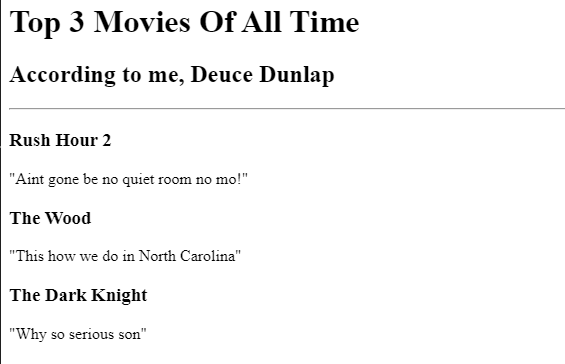 Top 3 Movies Of All Time
According to me, Deuce Dunlap
Rush Hour 2
"Aint gone be no quiet room no mo!"
The Wood
"This how we do in North Carolina"
The Dark Knight
"Why so serious son"